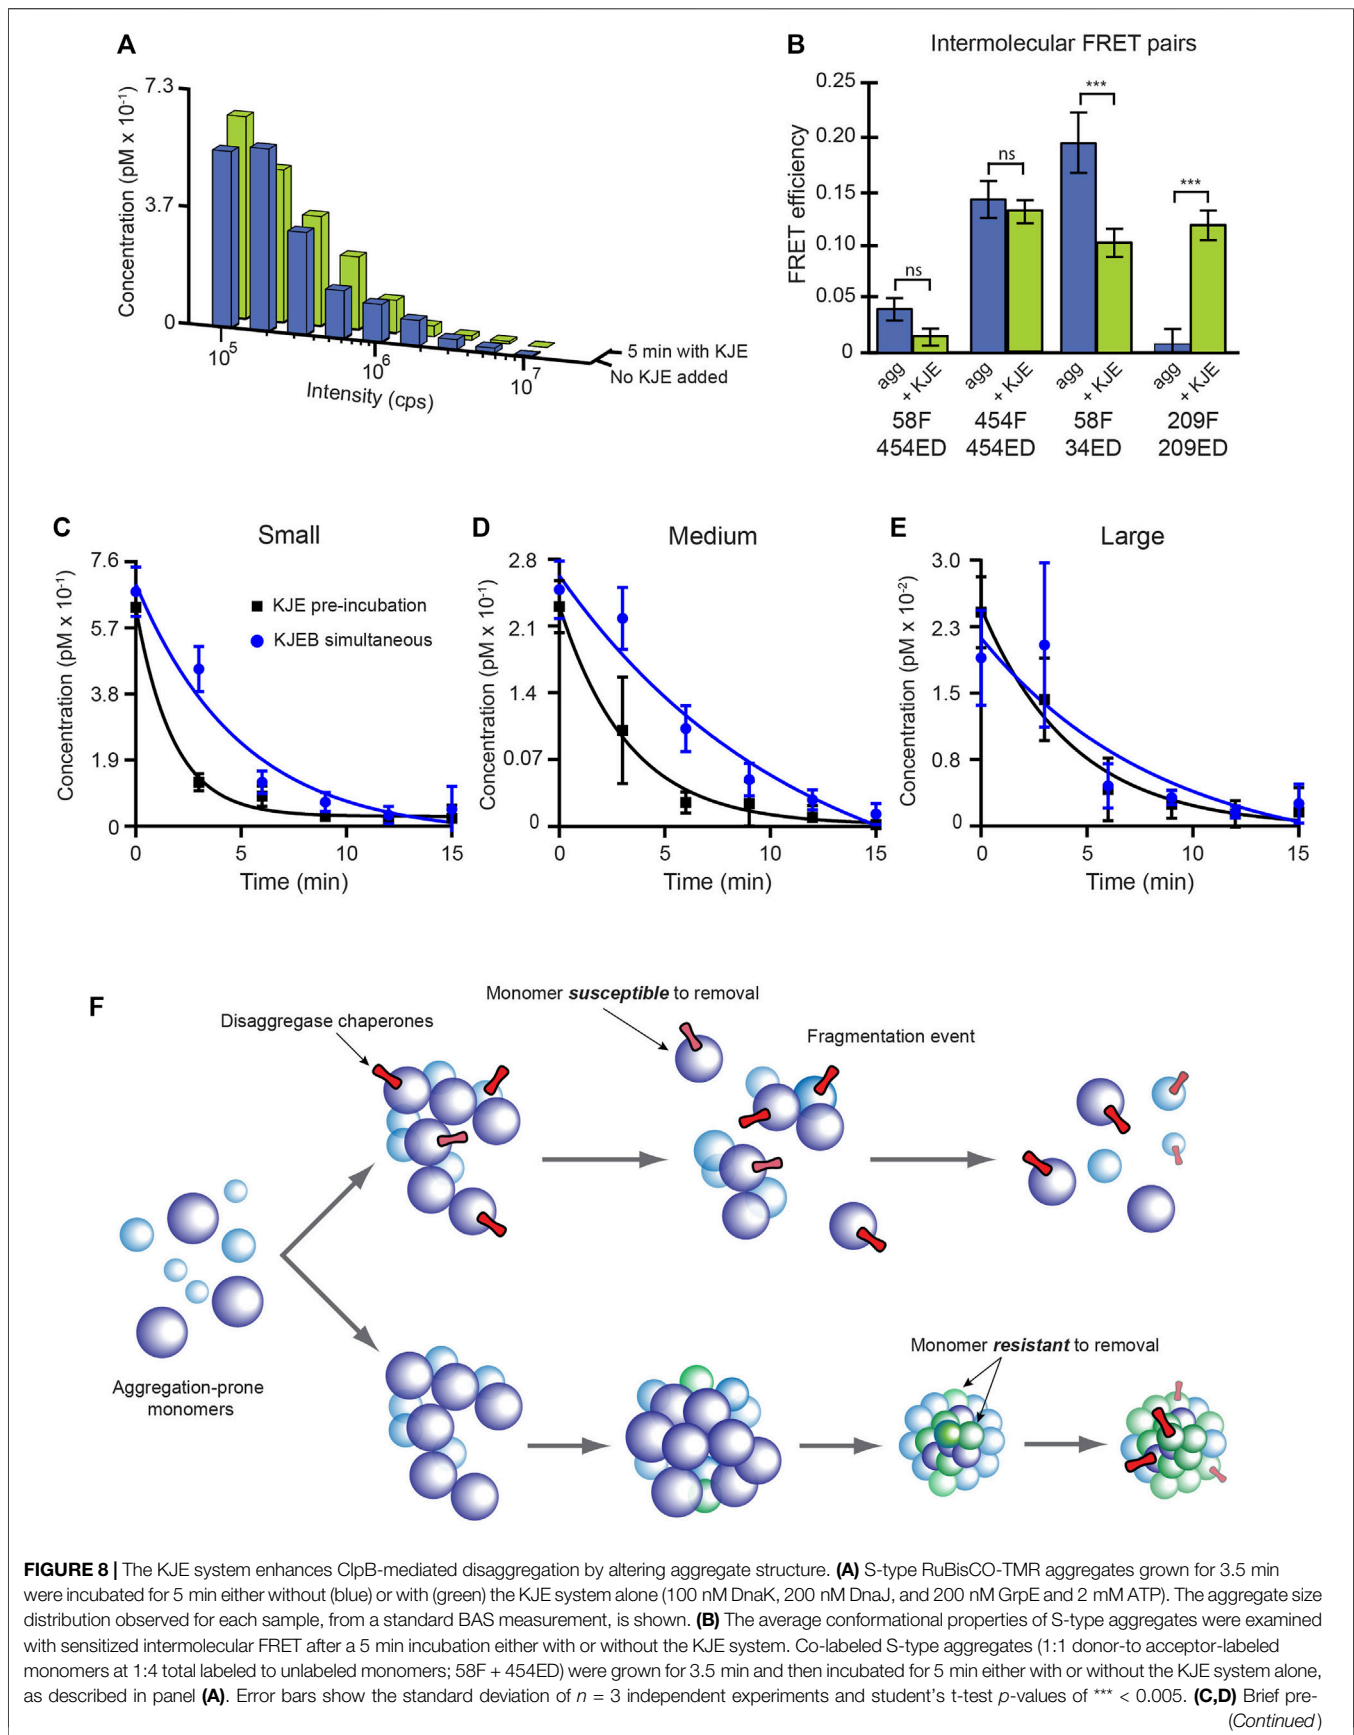 A
Concentration (pM x 10⁻¹)
7.3
3.7
0
10⁵
10⁶
10⁷
Intensity (cps)
5 min with KJE
No KJE added
B
Intermolecular FRET pairs
FRET efficiency
0.25
0.20
0.15
0.10
0.05
0
ns
ns
***
***
agg + KJE agg + KJE agg + KJE agg + KJE
58F 454F 58F 209F
454ED 454ED 34ED 209ED
C
Small
Concentration (pM x 10⁻¹)
7.6
5.7
3.8
1.9
0
KJE pre-incubation
KJEB simultaneous
0 5 10 15
Time (min)
D
Medium
Concentration (pM x 10⁻¹)
2.8
2.1
1.4
0.07
0
0 5 10 15
Time (min)
E
Large
Concentration (pM x 10⁻²)
3.0
2.3
1.5
0.8
0
0 5 10 15
Time (min)
F
Monomer susceptible to removal
Disaggregase chaperones
Fragmentation event
Aggregation-prone
monomers
Monomer resistant to removal
FIGURE 8 | The KJE system enhances ClpB-mediated disaggregation by altering aggregate structure. (A) S-type RuBisCO-TMR aggregates grown for 3.5 min
were incubated for 5 min either without (blue) or with (green) the KJE system alone (100 nM DnaK, 200 nM DnaJ, and 200 nM GrpE and 2 mM ATP). The aggregate size
distribution observed for each sample, from a standard BAS measurement, is shown. (B) The average conformational properties of S-type aggregates were examined
with sensitized intermolecular FRET after a 5 min incubation either with or without the KJE system. Co-labeled S-type aggregates (1:1 donor-to acceptor-labeled
monomers at 1:4 total labeled to unlabeled monomers; 58F + 454ED) were grown for 3.5 min and then incubated for 5 min either with or without the KJE system alone,
as described in panel (A). Error bars show the standard deviation of n = 3 independent experiments and student's t-test p-values of *** < 0.005. (C,D) Brief pre-
(Continued)